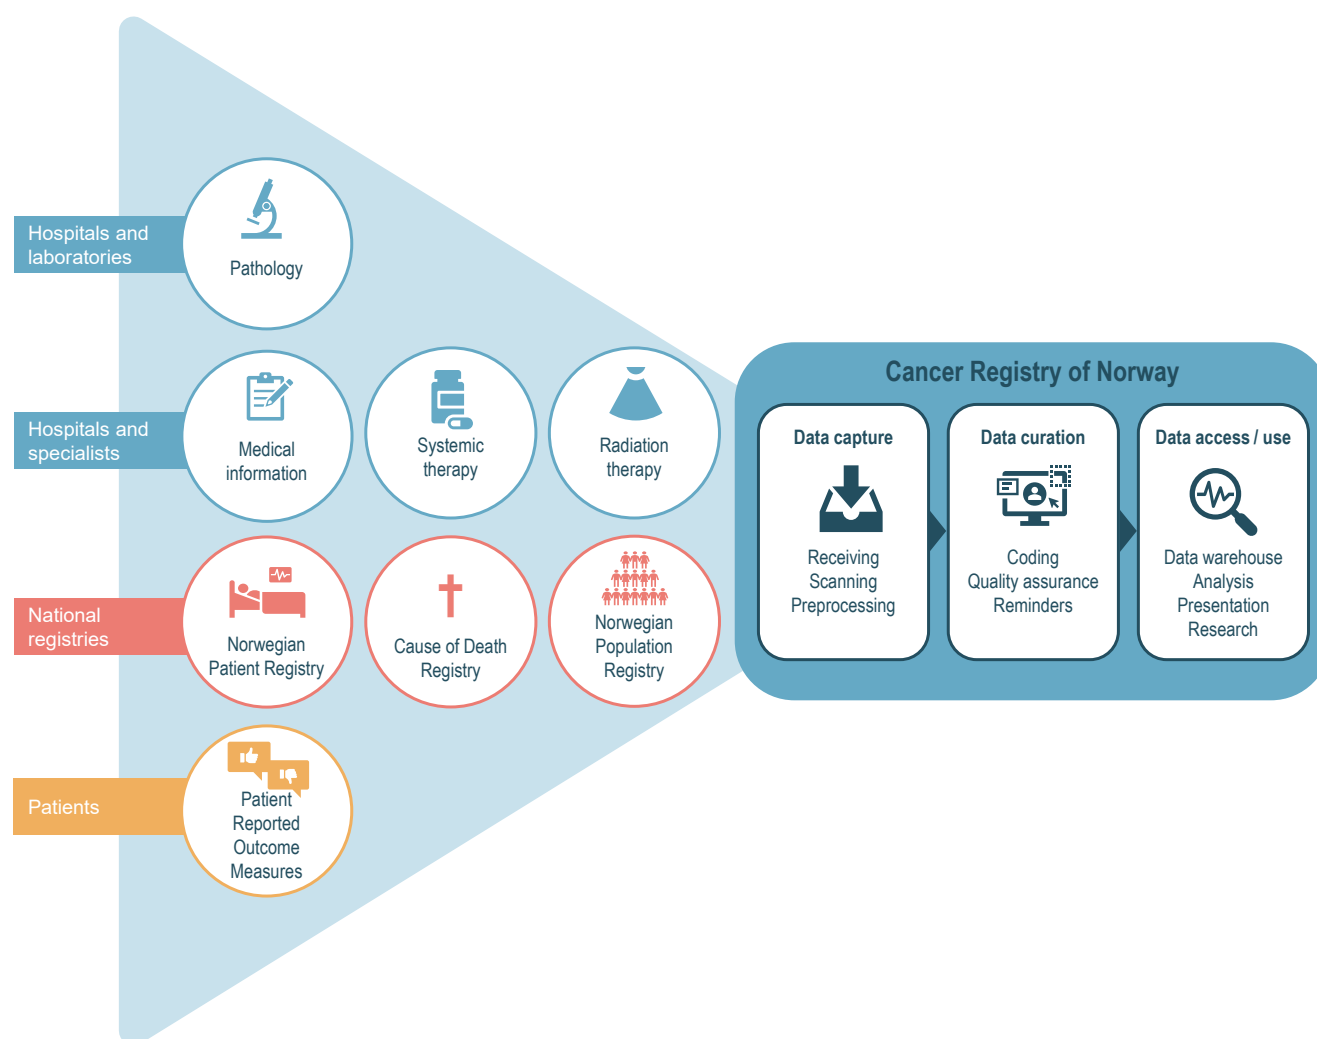 Hospitals and
laboratories
Pathology
Hospitals and
specialists
Medical
information
Systemic
therapy
Radiation
therapy
National
registries
Norwegian
Patient Registry
Cause of Death
Registry
Norwegian
Population
Registry
Patients
Patient
Reported
Outcome
Measures
Cancer Registry of Norway
Data capture
Receiving
Scanning
Preprocessing
Data curation
Coding
Quality assurance
Reminders
Data access / use
Data warehouse
Analysis
Presentation
Research